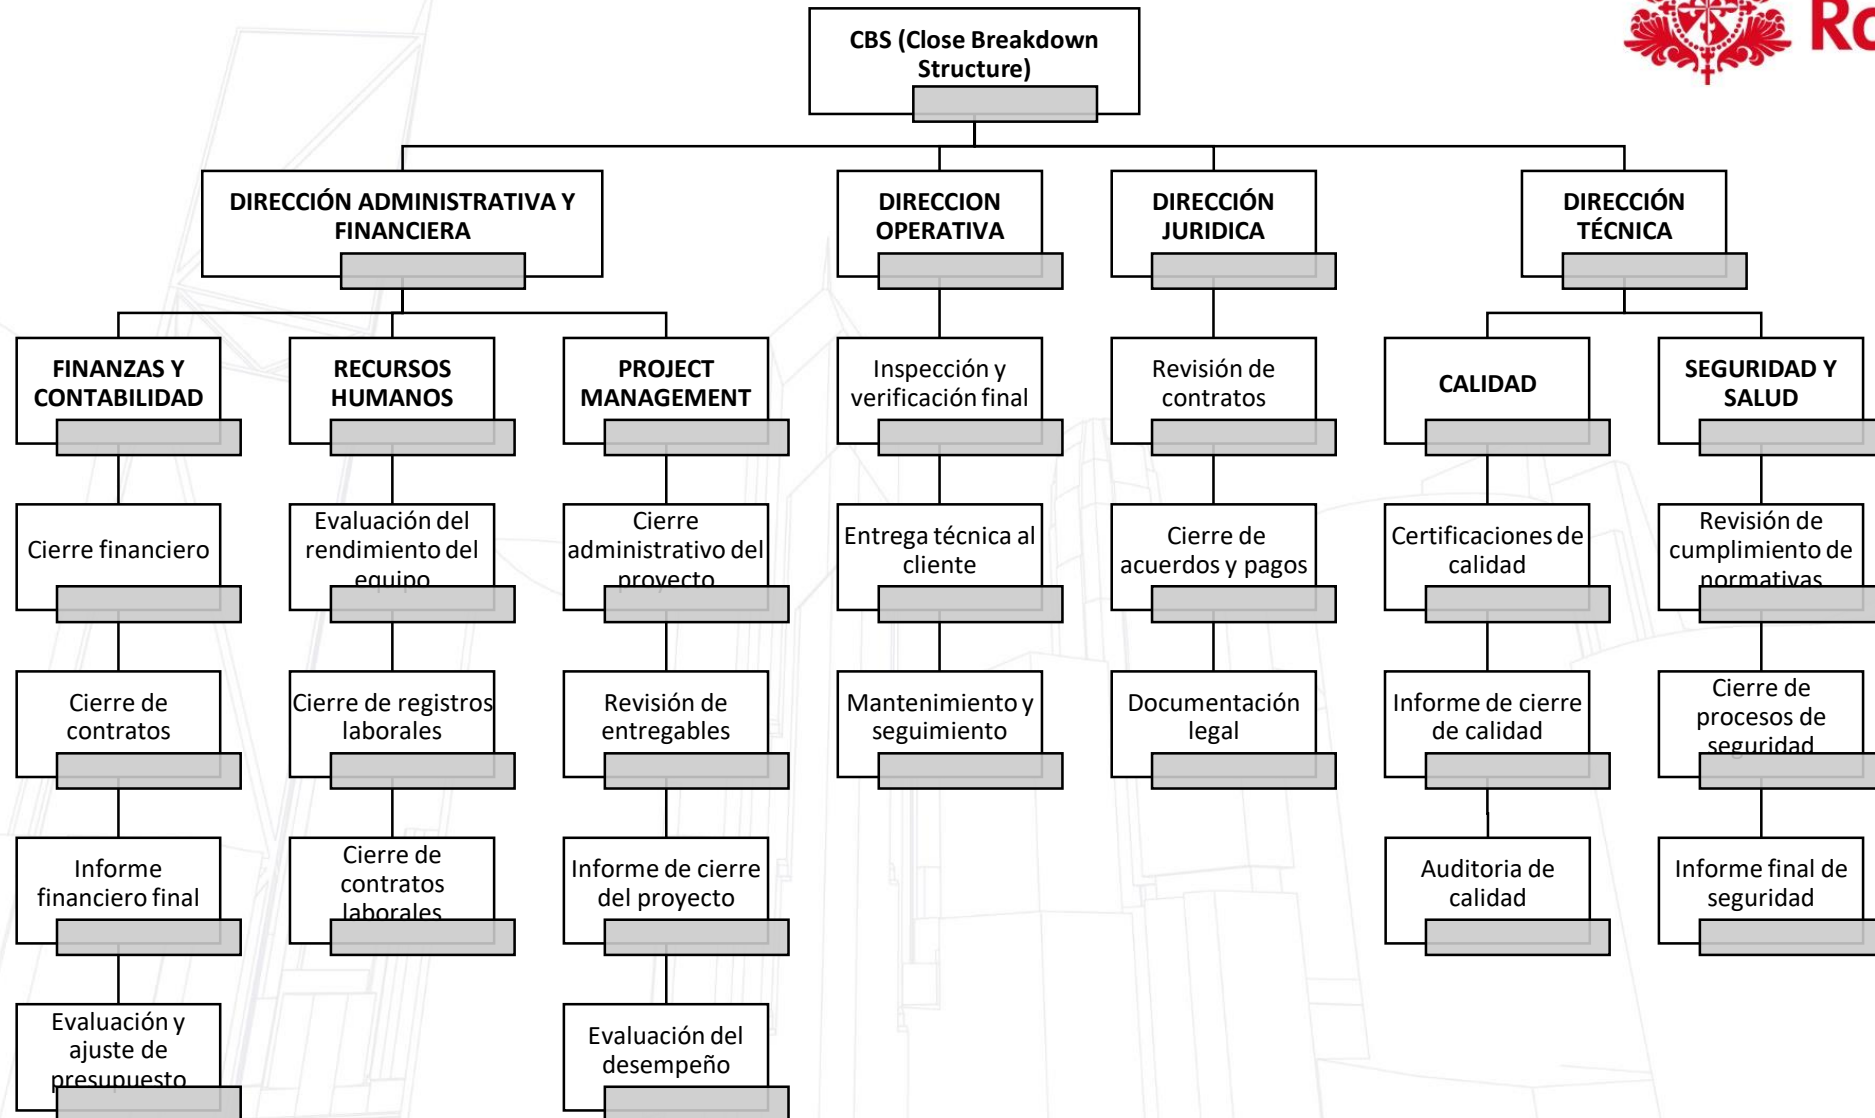 CBS (Close Breakdown
Structure)
Ro
DIRECCIÓN ADMINISTRATIVA Y
FINANCIERA
DIRECCION
OPERATIVA
DIRECCIÓN
JURIDICA
DIRECCIÓN
TÉCNICA
FINANZAS Y
CONTABILIDAD
RECURSOS
HUMANOS
PROJECT
MANAGEMENT
Inspección y
verificación final
Revisión de
contratos
CALIDAD
SEGURIDAD Y
SALUD
Cierre financiero
Evaluación del
rendimiento del
equipo
Cierre
administrativo del
proyecto
Entrega técnica al
cliente
Cierre de
acuerdos y pagos
Certificaciones de
calidad
Revisión de
cumplimiento de
normativas
Cierre de
contratos
Cierre de registros
laborales
Revisión de
entregables
Mantenimiento y
seguimiento
Documentación
legal
Informe de cierre
de calidad
Cierre de
procesos de
seguridad
Informe
financiero final
Cierre de
contratos
laborales
Informe de cierre
del proyecto
Auditoria de
calidad
Informe final de
seguridad
Evaluación y
ajuste de
presupuesto
Evaluación del
desempeño